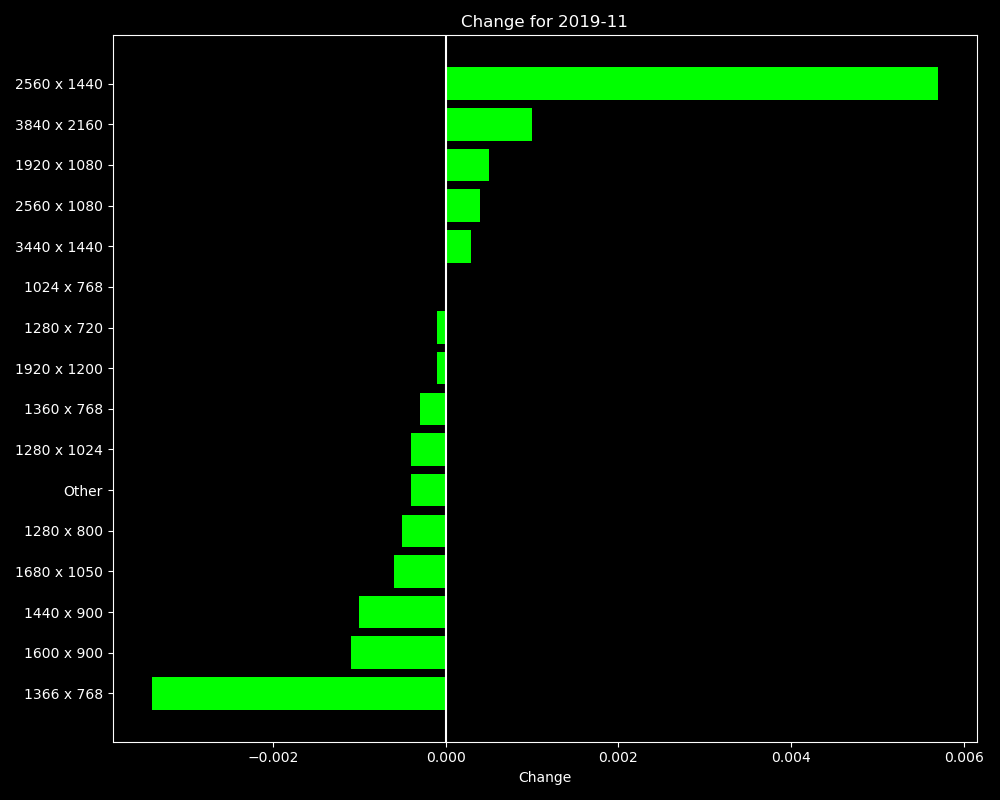 Change for 2019-11
2560 x 1440
3840 x 2160
1920 x 1080
2560 x 1080
3440 x 1440
1024 x 768
1280 x 720
1920 x 1200
1360 x 768
1280 x 1024
Other
1280 x 800
1680 x 1050
1440 x 900
1600 x 900
1366 x 768
−0.002 0.000 0.002 0.004 0.006
Change